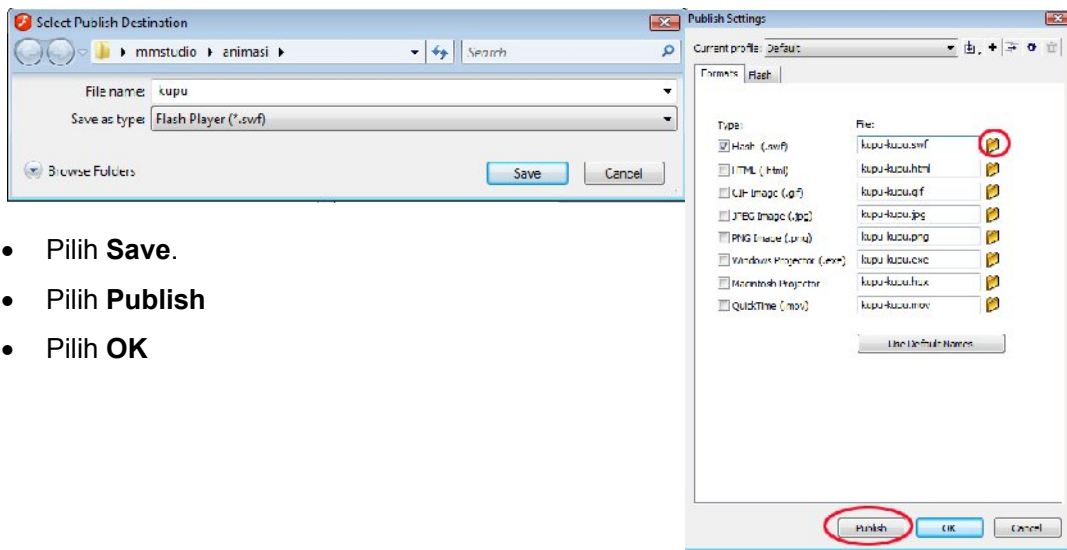 Select Publish Destination
mmstudio animasi Search
File name: kupu
Save as type: Flash Player (*.swf)
Browse Folders Save Cancel
Pilih Save.
Pilih Publish
Pilih OK
Publish Settings
Current profile: Default
Formats Flash
Type: File:
Flash (.swf) kupu-kupu.swf
HTML (.html) kupu-kupu.html
GIF Image (.gif) kupu-kupu.gif
JPEG Image (.jpg) kupu-kupu.jpg
PNG Image (.png) kupu-kupu.png
Windows Projector (.exe) kupu-kupu.exe
Macintosh Projector kupu-kupu.hqx
QuickTime (.mov) kupu-kupu.mov
Use Default Names
Publish OK Cancel